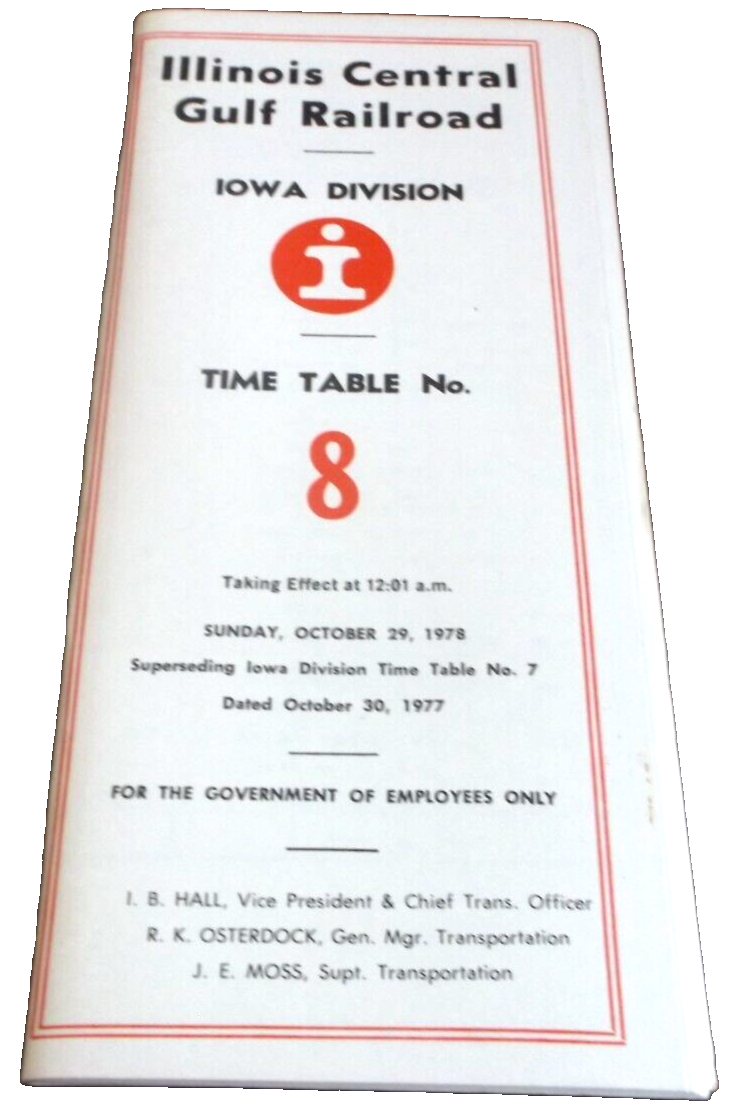 Illinois Central
Gulf Railroad
IOWA DIVISION
i
TIME TABLE No.
8
Taking Effect at 12:01 a.m.
SUNDAY, OCTOBER 29, 1978
Superseding Iowa Division Time Table No. 7
Dated October 30, 1977
FOR THE GOVERNMENT OF EMPLOYEES ONLY
I. B. HALL, Vice President & Chief Trans. Officer
R. K. OSTERDOCK, Gen. Mgr. Transportation
J. E. MOSS, Supt. Transportation